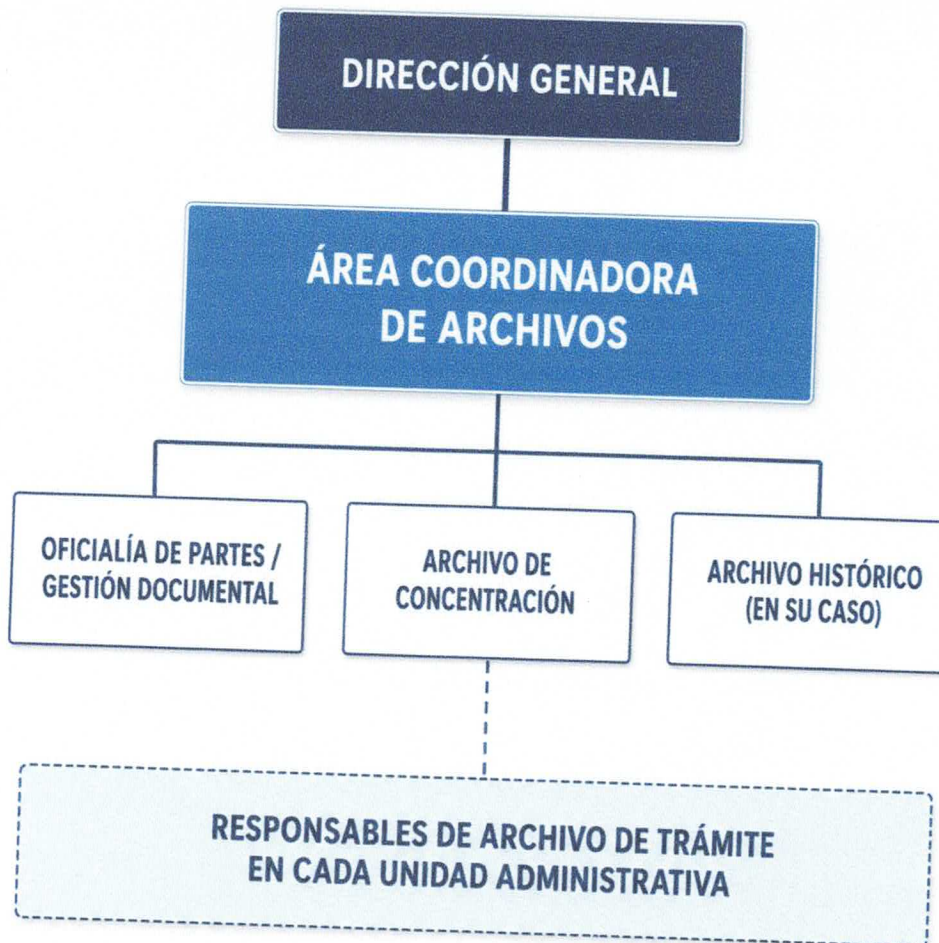 DIRECCIÓN GENERAL
ÁREA COORDINADORA
DE ARCHIVOS
OFICIALÍA DE PARTES /
GESTIÓN DOCUMENTAL
ARCHIVO DE
CONCENTRACIÓN
ARCHIVO HISTÓRICO
(EN SU CASO)
RESPONSABLES DE ARCHIVO DE TRÁMITE
EN CADA UNIDAD ADMINISTRATIVA